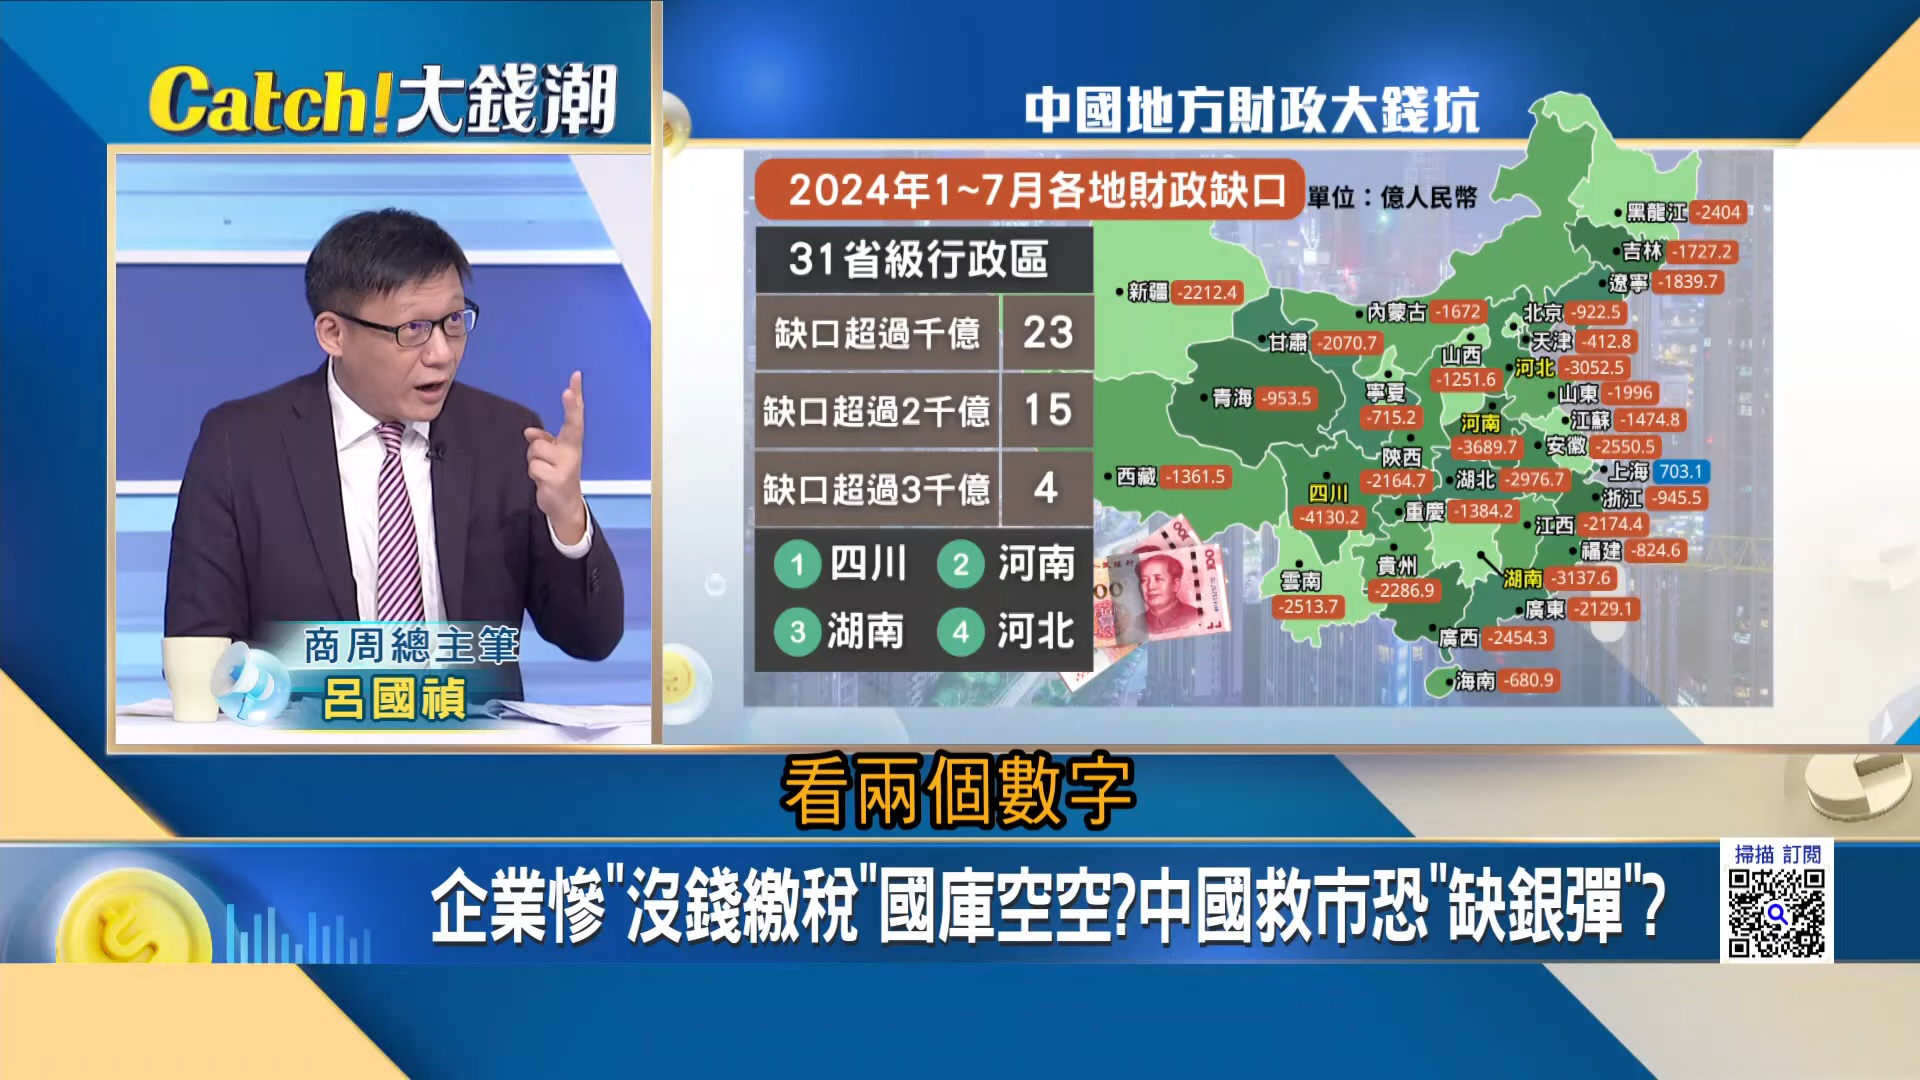 Catch!大錢潮
中國地方財政大錢坑
2024年1~7月各地財政缺口
單位：億人民幣
31省級行政區
缺口超過千億 23
缺口超過2千億 15
缺口超過3千億 4
1 四川 2 河南
3 湖南 4 河北
黑龍江 -2404
吉林 -1727.2
遼寧 -1839.7
新疆 -2212.4
內蒙古 -1672
北京 -922.5
甘肅 -2070.7
天津 -412.8
山西 -1251.6
河北 -3052.5
青海 -953.5
寧夏 -715.2
山東 -1996
河南 -3689.7
江蘇 -1474.8
安徽 -2550.5
陝西 -2164.7
上海 703.1
西藏 -1361.5
湖北 -2976.7
四川 -4130.2
浙江 -945.5
重慶 -1384.2
江西 -2174.4
福建 -824.6
貴州 -2286.9
雲南 -2513.7
湖南 -3137.6
廣東 -2129.1
廣西 -2454.3
海南 -680.9
商周總主筆
呂國禎
看兩個數字
企業慘"沒錢繳稅"國庫空空?中國救市恐"缺銀彈"?
掃描 訂閱